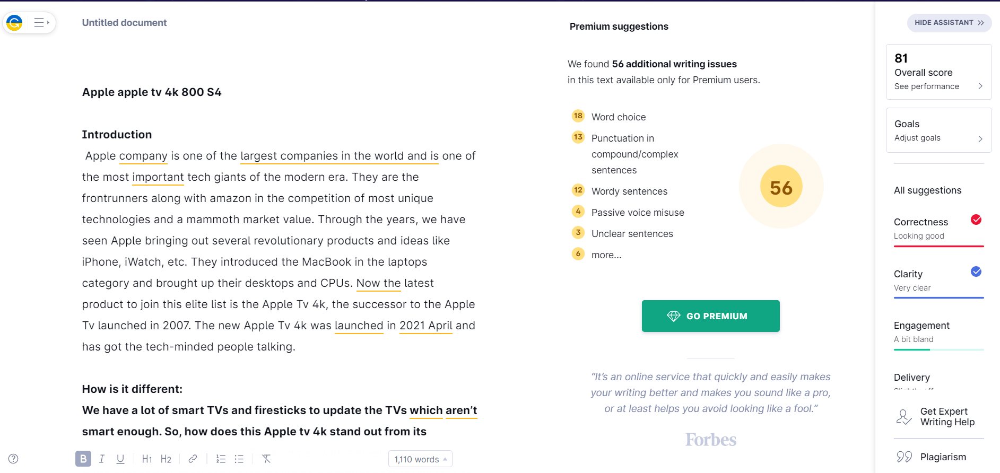 Untitled document
Apple apple tv 4k 800 S4
Introduction
Apple company is one of the largest companies in the world and is one of
the most important tech giants of the modern era. They are the
frontrunners along with amazon in the competition of most unique
technologies and a mammoth market value. Through the years, we have
seen Apple bringing out several revolutionary products and ideas like
iPhone, iWatch, etc. They introduced the MacBook in the laptops
category and brought up their desktops and CPUs. Now the latest
product to join this elite list is the Apple Tv 4k, the successor to the Apple
Tv launched in 2007. The new Apple Tv 4k was launched in 2021 April and
has got the tech-minded people talking.
How is it different:
We have a lot of smart TVs and firesticks to update the TVs which aren’t
smart enough. So, how does this Apple tv 4k stand out from its
B I U H1 H2
1,110 words
Premium suggestions
We found 56 additional writing issues
in this text available only for Premium users.
18 Word choice
13 Punctuation in
compound/complex
sentences
12 Wordy sentences
4 Passive voice misuse
3 Unclear sentences
6 more...
56
GO PREMIUM
“It’s an online service that quickly and easily makes
your writing better and makes you sound like a pro,
or at least helps you avoid looking like a fool.”
Forbes
HIDE ASSISTANT
81
Overall score
See performance
Goals
Adjust goals
All suggestions
Correctness
Looking good
Clarity
Very clear
Engagement
A bit bland
Delivery
Get Expert
Writing Help
Plagiarism